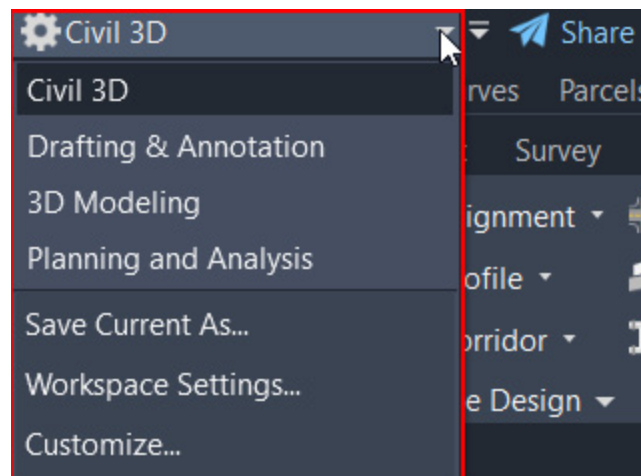 Civil 3D
Share
Civil 3D
rves Parcels
Drafting & Annotation
Survey
3D Modeling
ignment
Planning and Analysis
ofile
Save Current As...
orridor
Workspace Settings...
e Design
Customize...